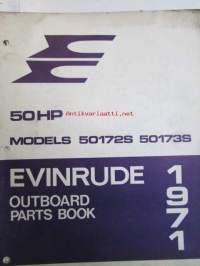 50 HP
MODELS 50172S 50173S
EVINRUDE
OUTBOARD
PARTS BOOK
1971
antikvariaatti.net